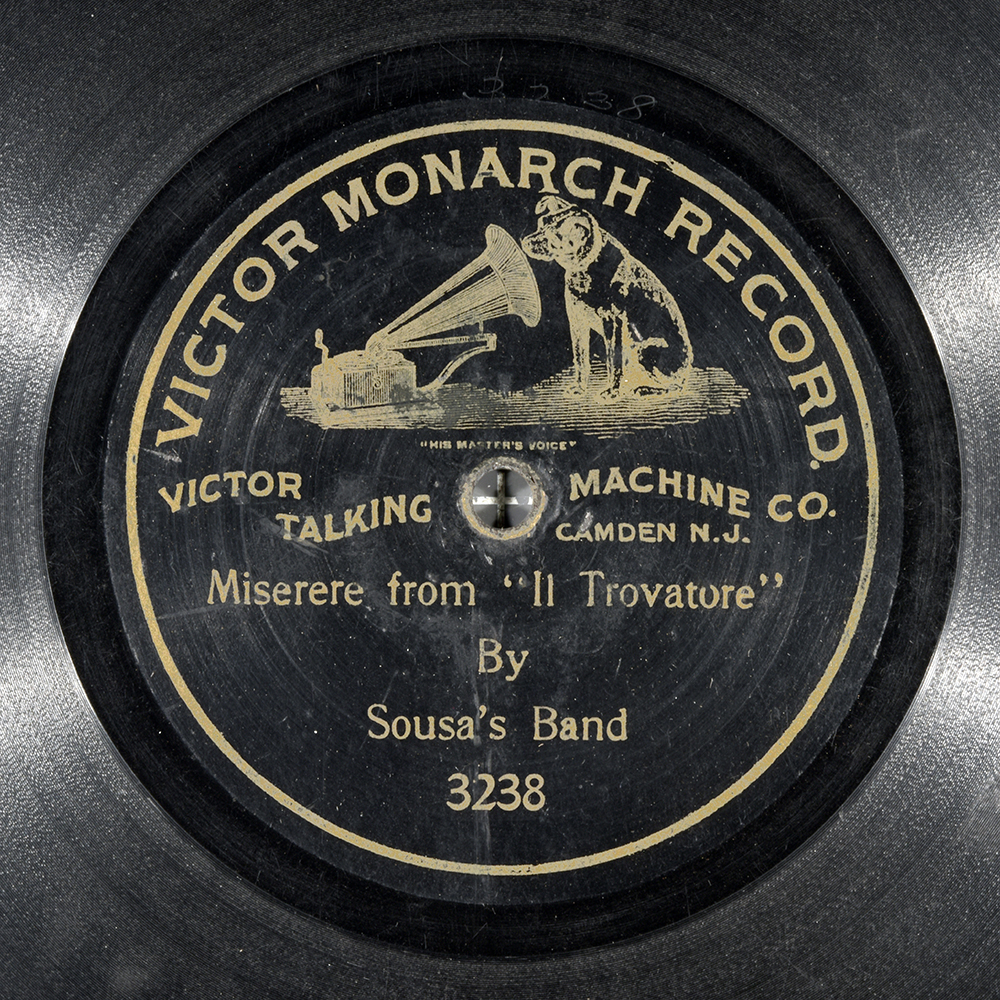 3238
VICTOR MONARCH RECORD.
"HIS MASTER'S VOICE"
VICTOR TALKING MACHINE CO.
CAMDEN N.J.
Miserere from "Il Trovatore"
By
Sousa's Band
3238